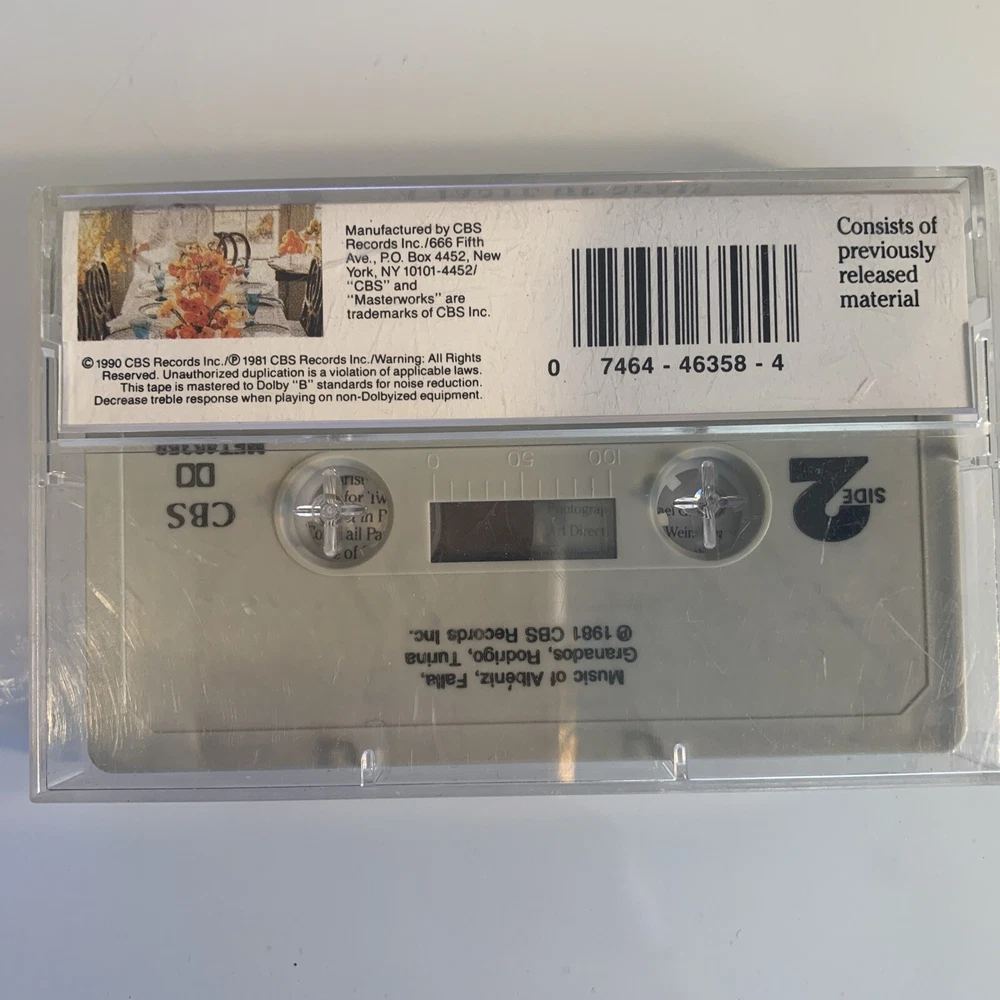 Manufactured by CBS
Records Inc./666 Fifth
Ave., P.O. Box 4452, New
York, NY 10101-4452/
"CBS" and
"Masterworks" are
trademarks of CBS Inc.
©1990 CBS Records Inc./℗ 1981 CBS Records Inc./Warning: All Rights
Reserved. Unauthorized duplication is a violation of applicable laws.
This tape is mastered to Dolby "B" standards for noise reduction.
Decrease treble response when playing on non-Dolbyized equipment.
0 7464 - 46358 - 4
Consists of
previously
released
material
CBS
0 50 100
SIDE 2
for
Photograp
Art Direct
Music of Albéniz, Falla,
Granados, Rodrigo, Turina
℗ 1981 CBS Records Inc.